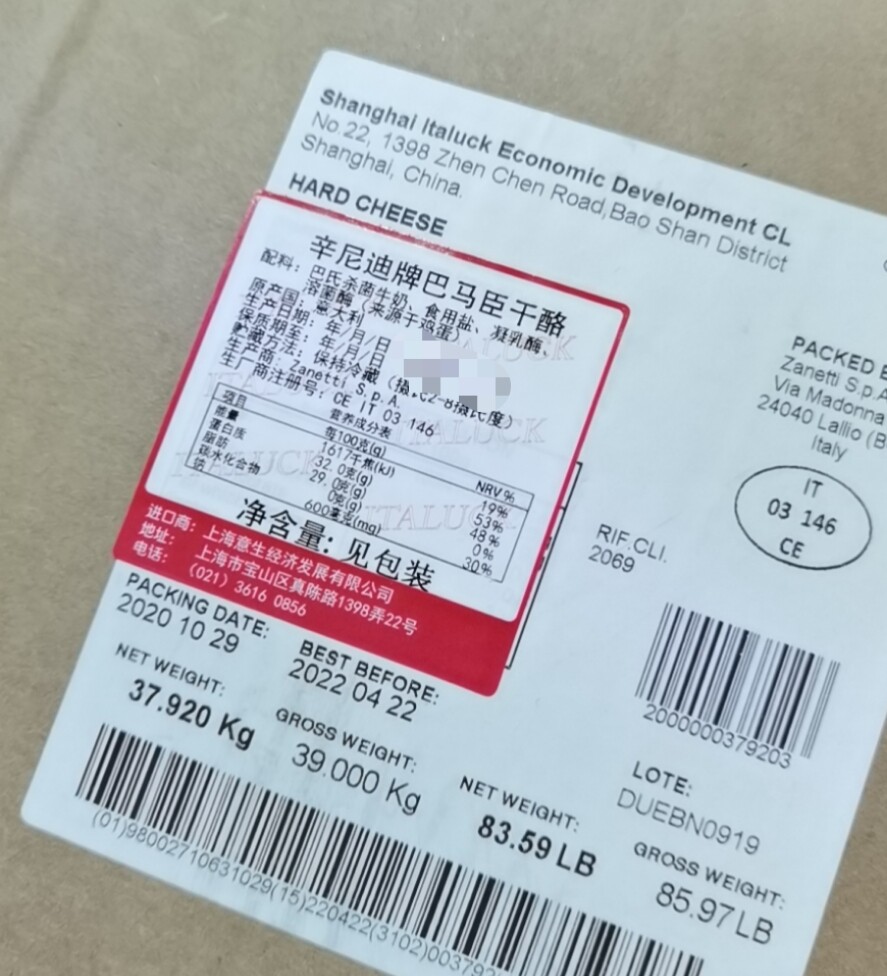 Shanghai Italuck Economic Development CL
No.22, 1398 Zhen Chen Road,Bao Shan District
Shanghai, China.
HARD CHEESE
辛尼迪牌巴马臣干酪
配料: 巴氏杀菌牛奶、食用盐、凝乳酶、
溶菌酶(来源于鸡蛋)
原产国: 意大利
生产日期: 年/月/日
保质期至: 年/月/日
贮藏方法: 保持冷藏
生产商: Zanetti S.p.A.
生厂商注册号: CE IT 03 146
营养成分表
项目 每100克(g) NRV%
能量 1617千焦(kJ) 19%
蛋白质 32.0克(g) 53%
脂肪 29.0克(g) 48%
碳水化合物 0克(g) 0%
钠 600毫克(mg) 30%
净含量: 见包装
进口商: 上海意生经济发展有限公司
地址: 上海市宝山区真陈路1398弄22号
电话: (021) 3616 0856
ITALUCK
PACKED
Zanetti S.p.A
Via Madonna
24040 Lallio
Italy
IT
03 146
CE
RIF.CLI.
2069
2000000379203
PACKING DATE:
2020 10 29
BEST BEFORE:
2022 04 22
NET WEIGHT:
37.920 Kg
GROSS WEIGHT:
39.000 Kg
NET WEIGHT:
83.59 LB
LOTE:
DUEBN0919
GROSS WEIGHT:
85.97LB
(01)98002710631029(15)220422(3102)00379